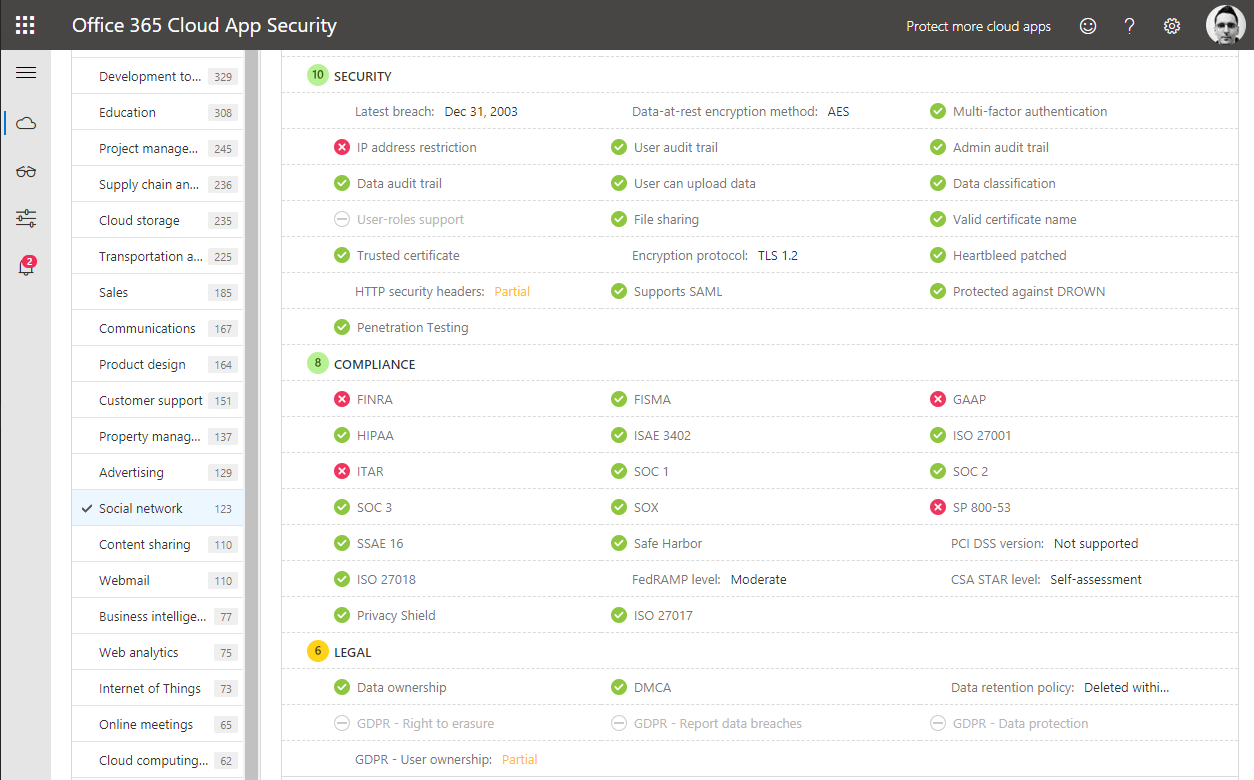 Office 365 Cloud App Security
Protect more cloud apps
?
2
Development to... 329
Education 308
Project manage... 245
Supply chain an... 236
Cloud storage 235
Transportation a... 225
Sales 185
Communications 167
Product design 164
Customer support 151
Property manag... 137
Advertising 129
Social network 123
Content sharing 110
Webmail 110
Business intellige... 77
Web analytics 75
Internet of Things 73
Online meetings 65
Cloud computing... 62
10 SECURITY
Latest breach: Dec 31, 2003 Data-at-rest encryption method: AES Multi-factor authentication
IP address restriction User audit trail Admin audit trail
Data audit trail User can upload data Data classification
User-roles support File sharing Valid certificate name
Trusted certificate Encryption protocol: TLS 1.2 Heartbleed patched
HTTP security headers: Partial Supports SAML Protected against DROWN
Penetration Testing
8 COMPLIANCE
FINRA FISMA GAAP
HIPAA ISAE 3402 ISO 27001
ITAR SOC 1 SOC 2
SOC 3 SOX SP 800-53
SSAE 16 Safe Harbor PCI DSS version: Not supported
ISO 27018 FedRAMP level: Moderate CSA STAR level: Self-assessment
Privacy Shield ISO 27017
6 LEGAL
Data ownership DMCA Data retention policy: Deleted withi...
GDPR - Right to erasure GDPR - Report data breaches GDPR - Data protection
GDPR - User ownership: Partial